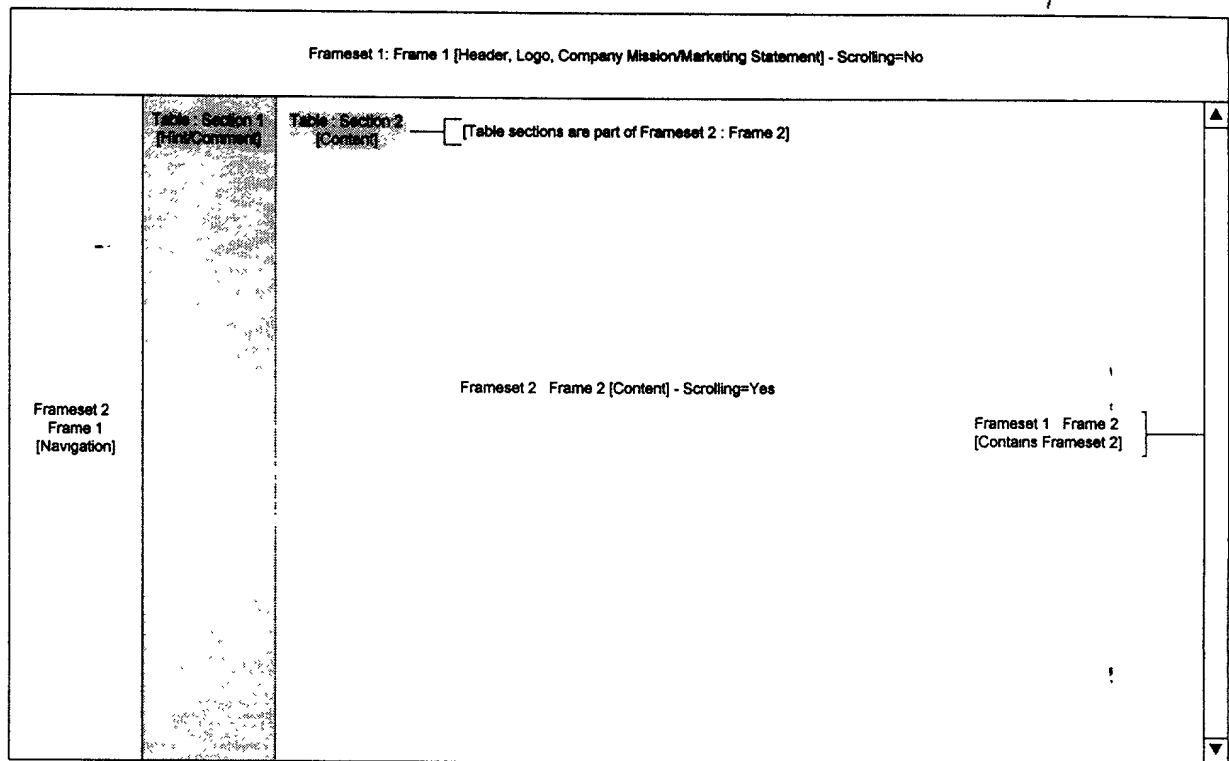 Frameset 1: Frame 1 [Header, Logo, Company Mission/Marketing Statement] - Scrolling=No
Table : Section 1
[Hint/Comment]
Table : Section 2
[Content]
[Table sections are part of Frameset 2 : Frame 2]
Frameset 2 Frame 2 [Content] - Scrolling=Yes
Frameset 2
Frame 1
[Navigation]
Frameset 1 Frame 2
[Contains Frameset 2]